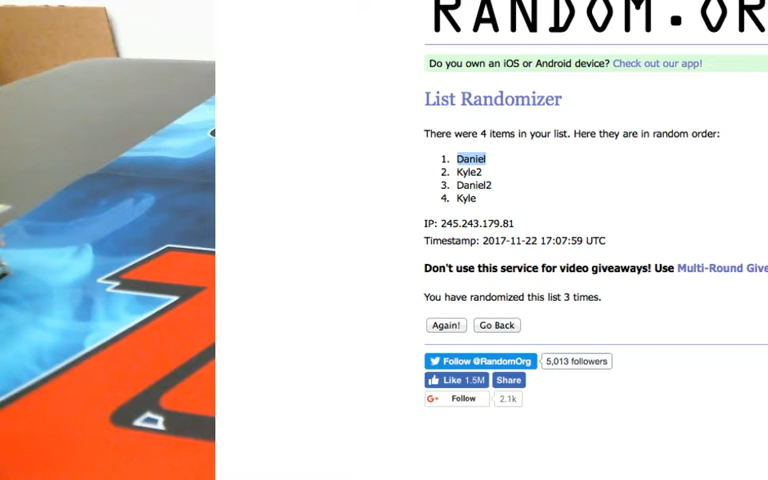 RANDOM.OR
Do you own an iOS or Android device? Check out our app!
List Randomizer
There were 4 items in your list. Here they are in random order:
1. Daniel
2. Kyle2
3. Daniel2
4. Kyle
IP: 245.243.179.81
Timestamp: 2017-11-22 17:07:59 UTC
Don't use this service for video giveaways! Use Multi-Round Give
You have randomized this list 3 times.
Again! Go Back
Follow @RandomOrg 5,013 followers
Like 1.5M Share
G+ Follow 2.1k